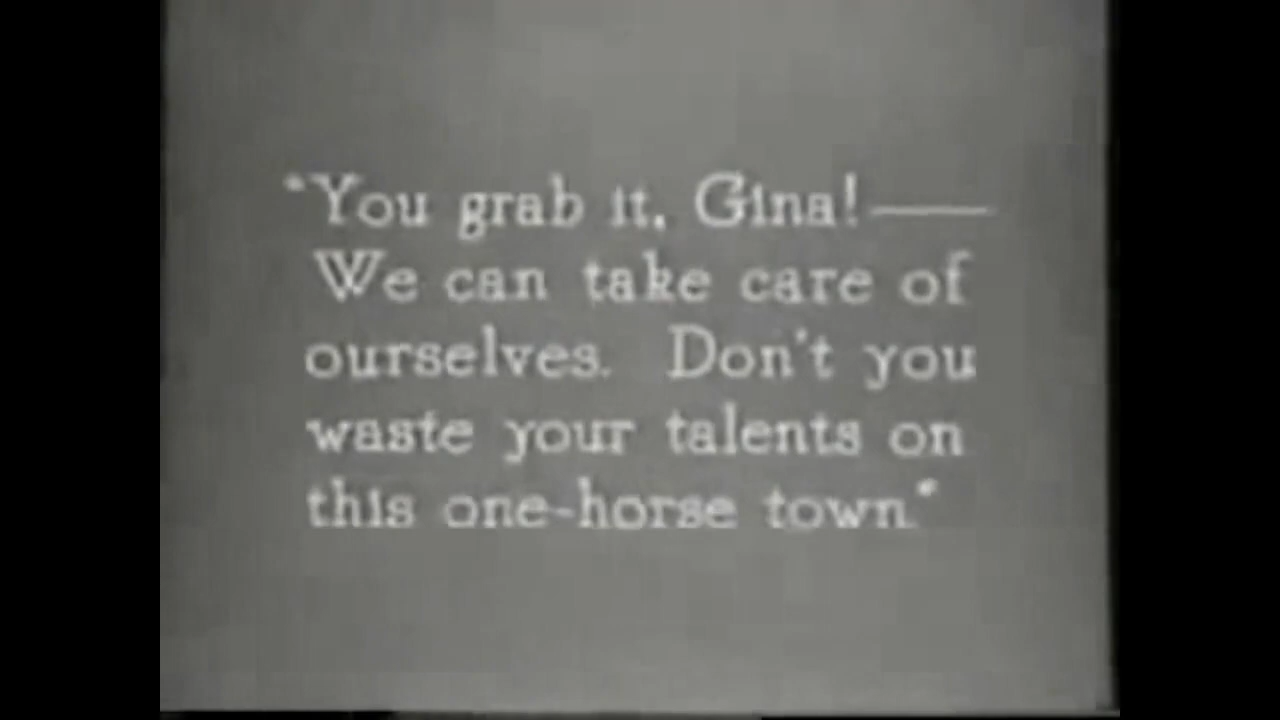 "You grab it, Gina!——
We can take care of
ourselves. Don't you
waste your talents on
this one-horse town."